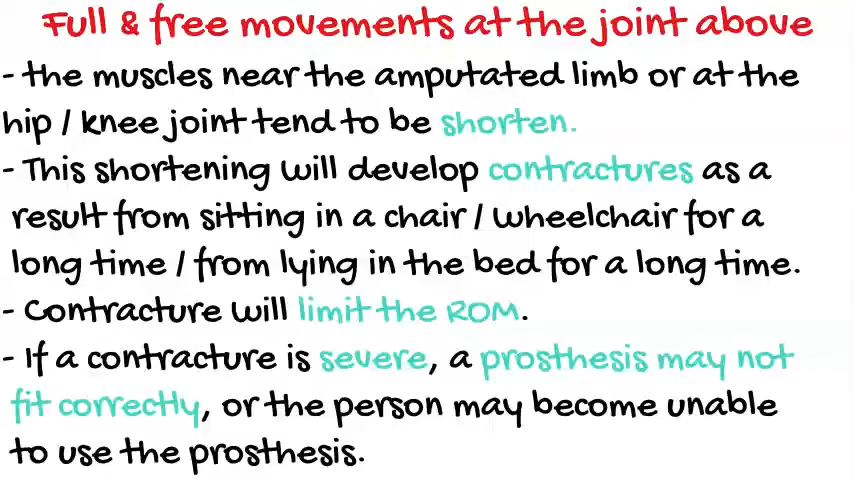 Full & free movements at the joint above
- the muscles near the amputated limb or at the
hip / knee joint tend to be shorten.
- This shortening will develop contractures as a
result from sitting in a chair / wheelchair for a
long time / from lying in the bed for a long time.
- Contracture will limit the ROM.
- If a contracture is severe, a prosthesis may not
fit correctly, or the person may become unable
to use the prosthesis.